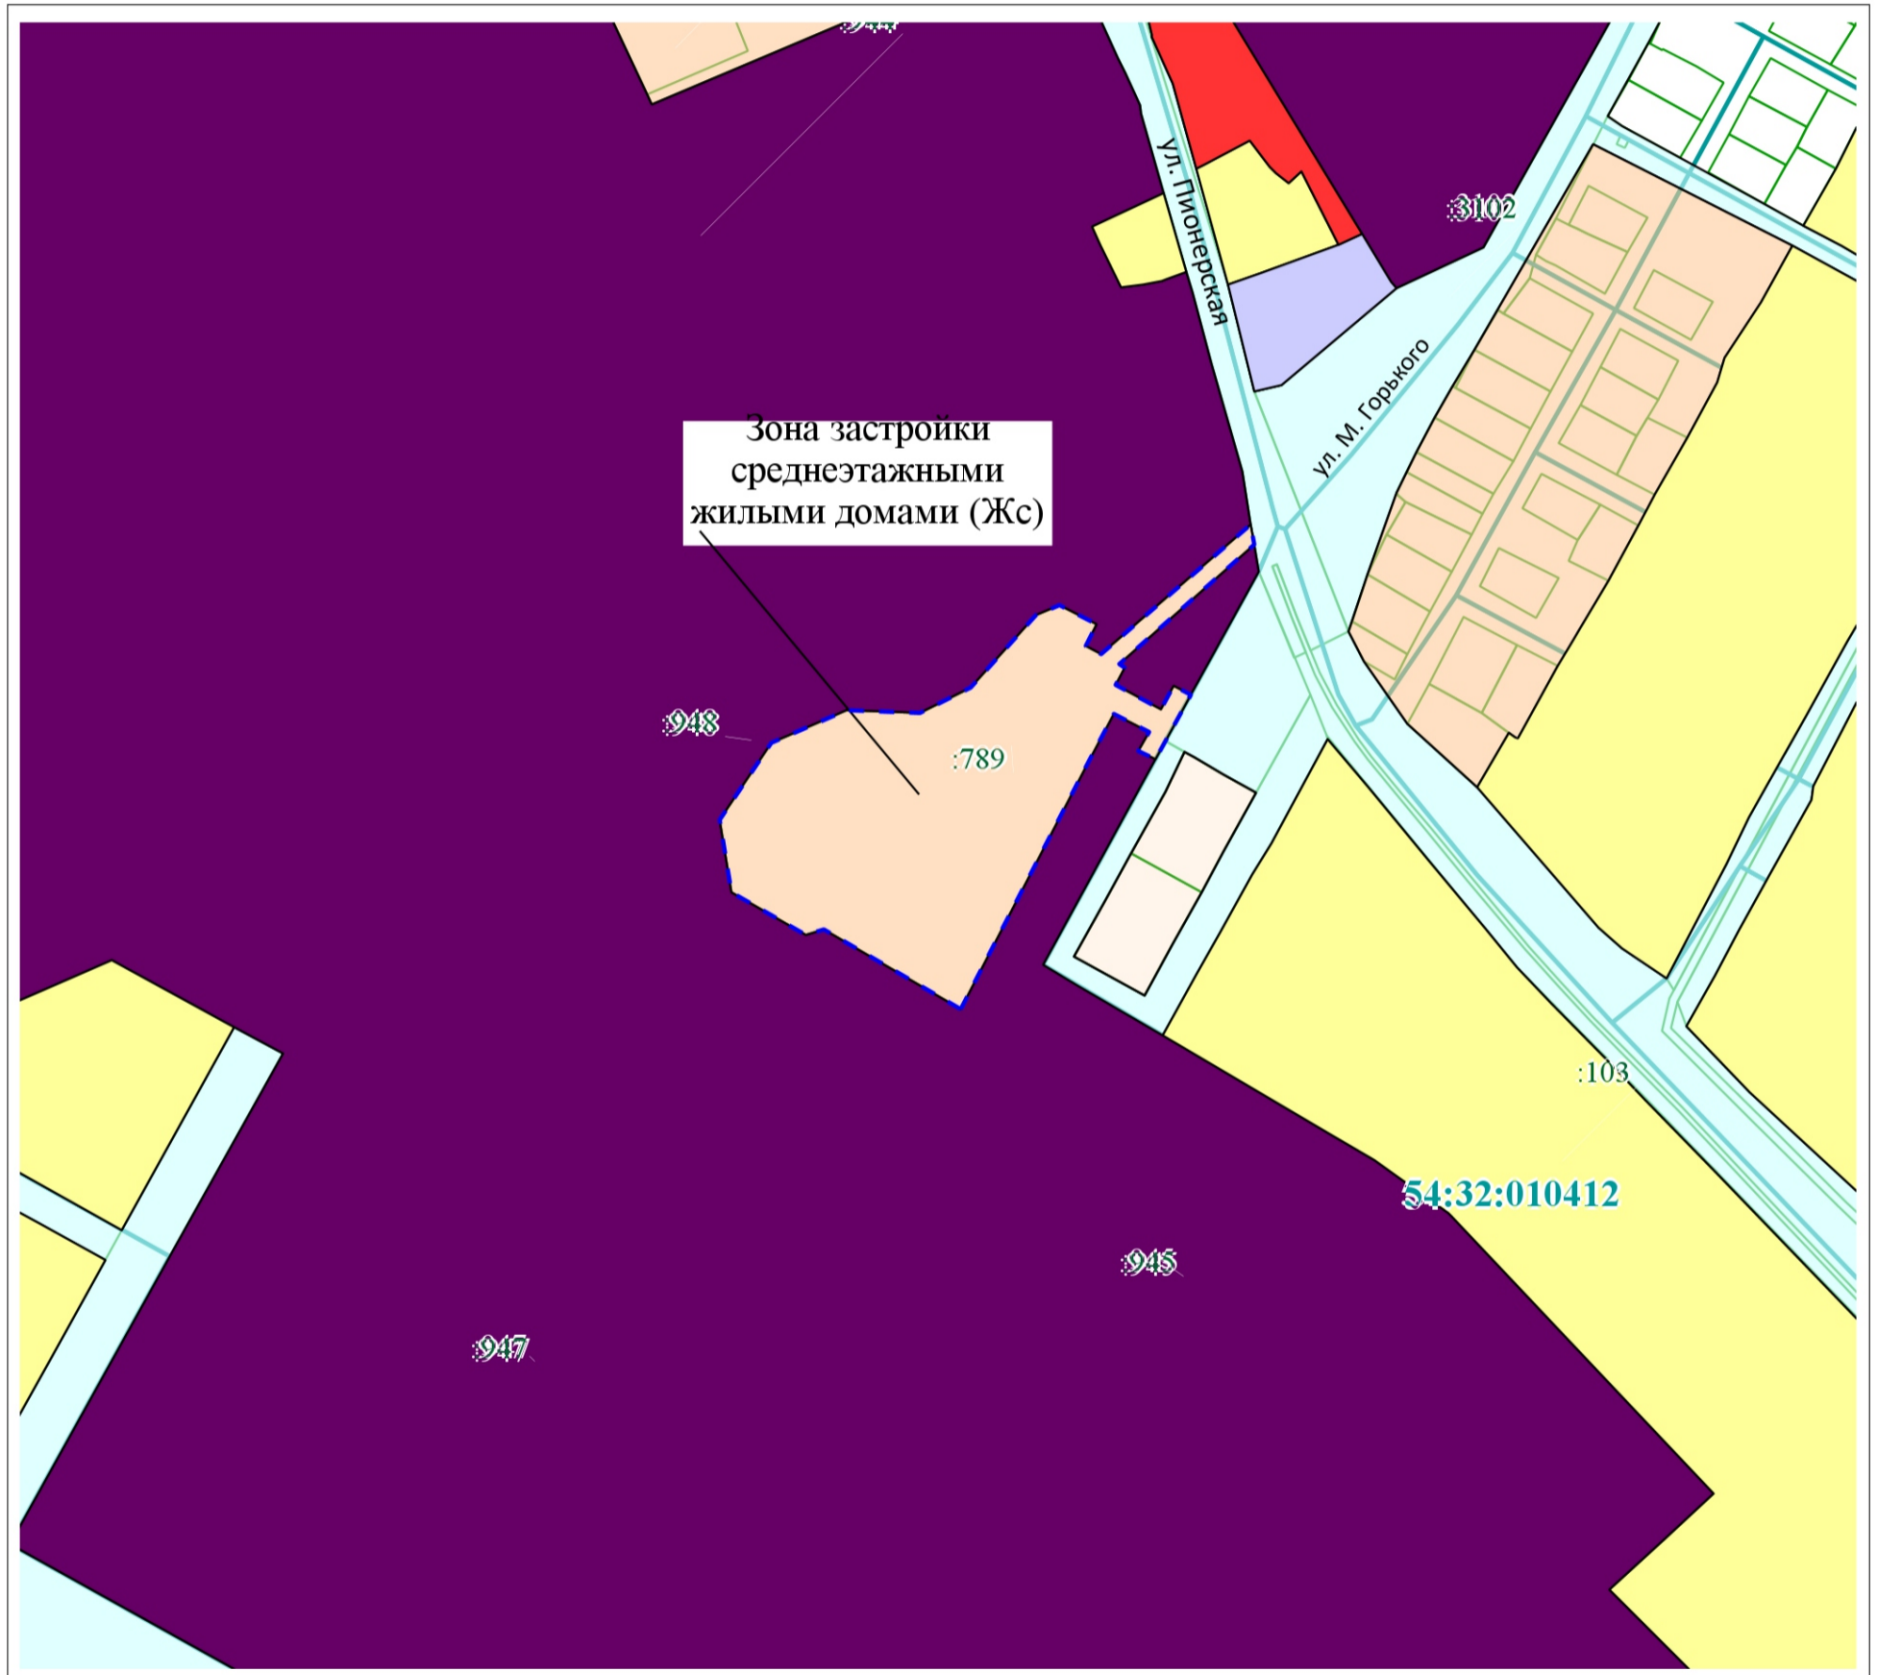 :944
ул. Пионерская
:3102
ул. М. Горького
Зона застройки
среднеэтажными
жилыми домами (Жс)
:948
:789
:103
54:32:010412
:945
:947